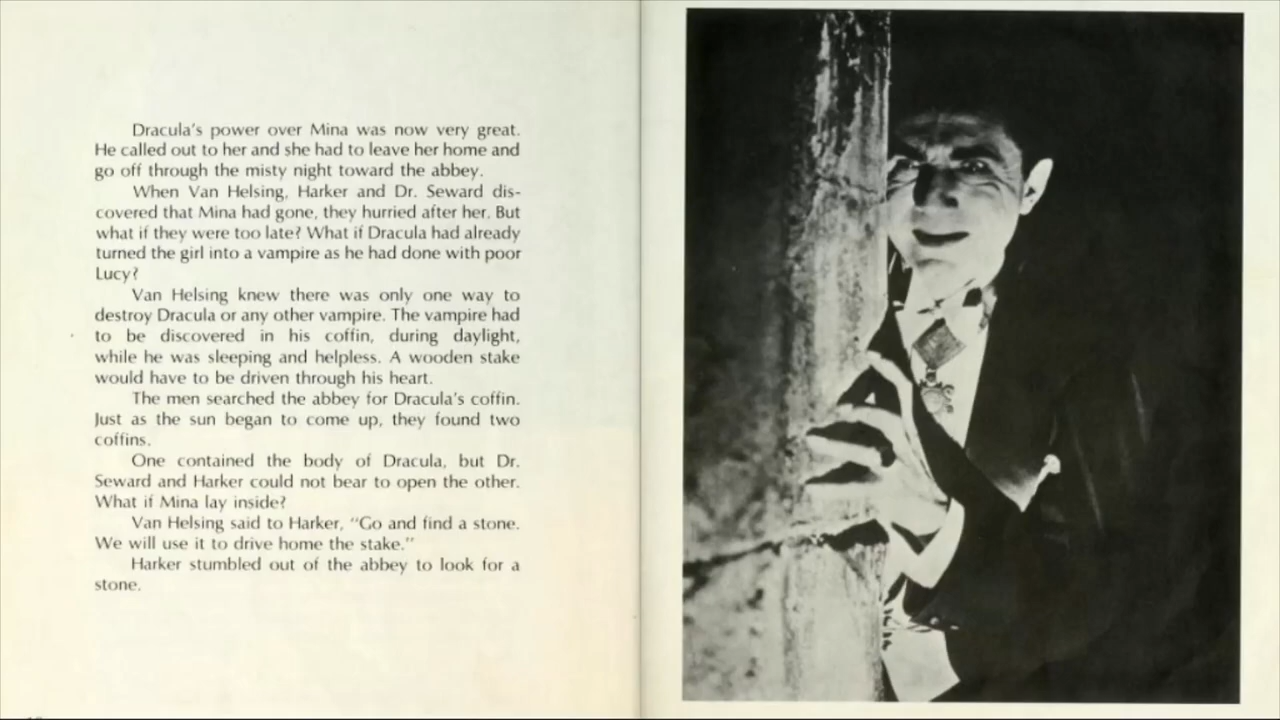 Dracula's power over Mina was now very great.
He called out to her and she had to leave her home and
go off through the misty night toward the abbey.
When Van Helsing, Harker and Dr. Seward dis-
covered that Mina had gone, they hurried after her. But
what if they were too late? What if Dracula had already
turned the girl into a vampire as he had done with poor
Lucy?
Van Helsing knew there was only one way to
destroy Dracula or any other vampire. The vampire had
to be discovered in his coffin, during daylight,
while he was sleeping and helpless. A wooden stake
would have to be driven through his heart.
The men searched the abbey for Dracula's coffin.
Just as the sun began to come up, they found two
coffins.
One contained the body of Dracula, but Dr.
Seward and Harker could not bear to open the other.
What if Mina lay inside?
Van Helsing said to Harker, "Go and find a stone.
We will use it to drive home the stake."
Harker stumbled out of the abbey to look for a
stone.